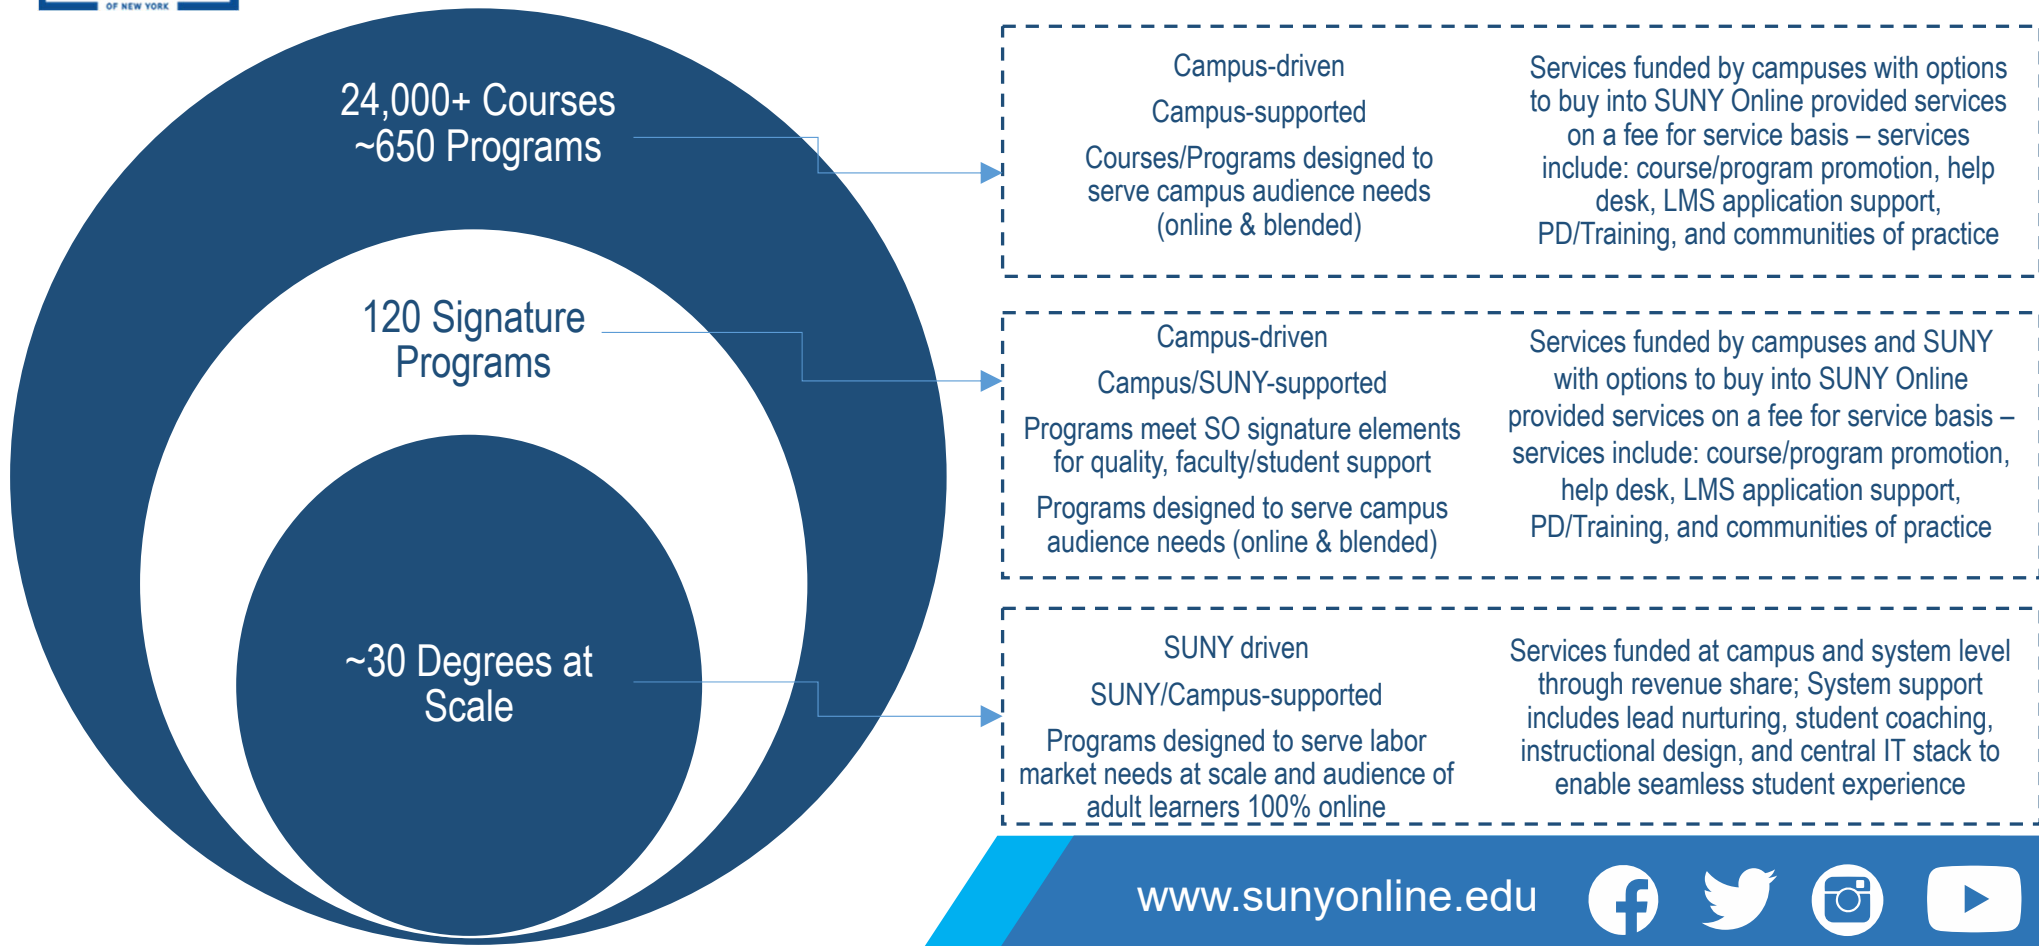 OF NEW YORK
24,000+ Courses
~650 Programs
Campus-driven
Campus-supported
Courses/Programs designed to
serve campus audience needs
(online & blended)
Services funded by campuses with options
to buy into SUNY Online provided services
on a fee for service basis – services
include: course/program promotion, help
desk, LMS application support,
PD/Training, and communities of practice
120 Signature
Programs
Campus-driven
Campus/SUNY-supported
Programs meet SO signature elements
for quality, faculty/student support
Programs designed to serve campus
audience needs (online & blended)
Services funded by campuses and SUNY
with options to buy into SUNY Online
provided services on a fee for service basis –
services include: course/program promotion,
help desk, LMS application support,
PD/Training, and communities of practice
~30 Degrees at
Scale
SUNY driven
SUNY/Campus-supported
Programs designed to serve labor
market needs at scale and audience of
adult learners 100% online
Services funded at campus and system level
through revenue share; System support
includes lead nurturing, student coaching,
instructional design, and central IT stack to
enable seamless student experience
www.sunyonline.edu